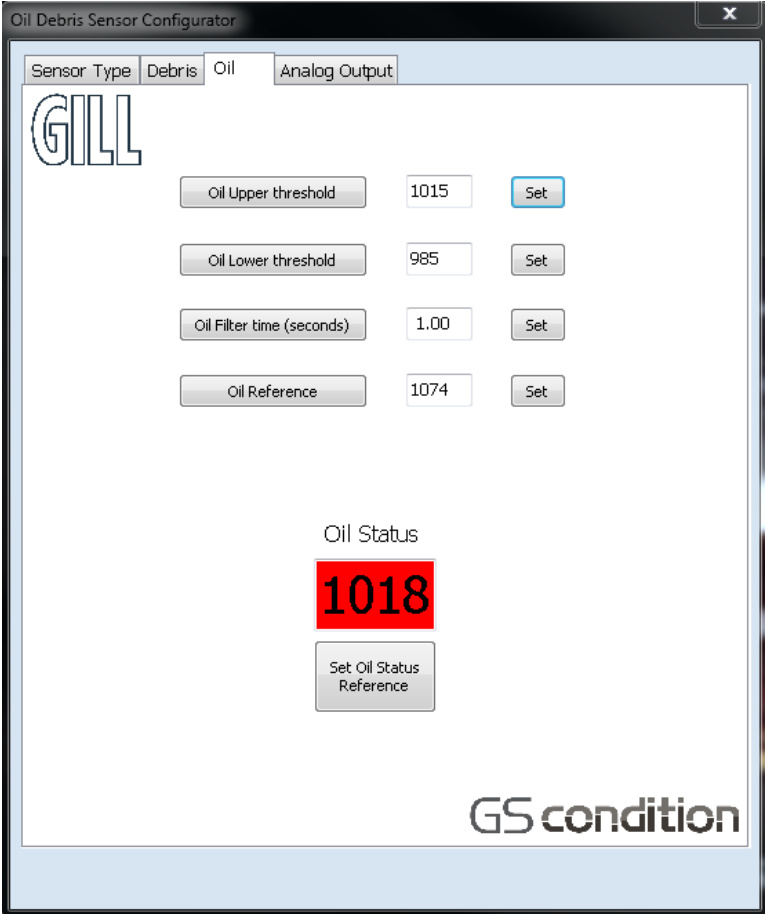 Oil Debris Sensor Configurator
x
Sensor Type Debris Oil Analog Output
GILL
Oil Upper threshold 1015 Set
Oil Lower threshold 985 Set
Oil Filter time (seconds) 1.00 Set
Oil Reference 1074 Set
Oil Status
1018
Set Oil Status
Reference
GS condition